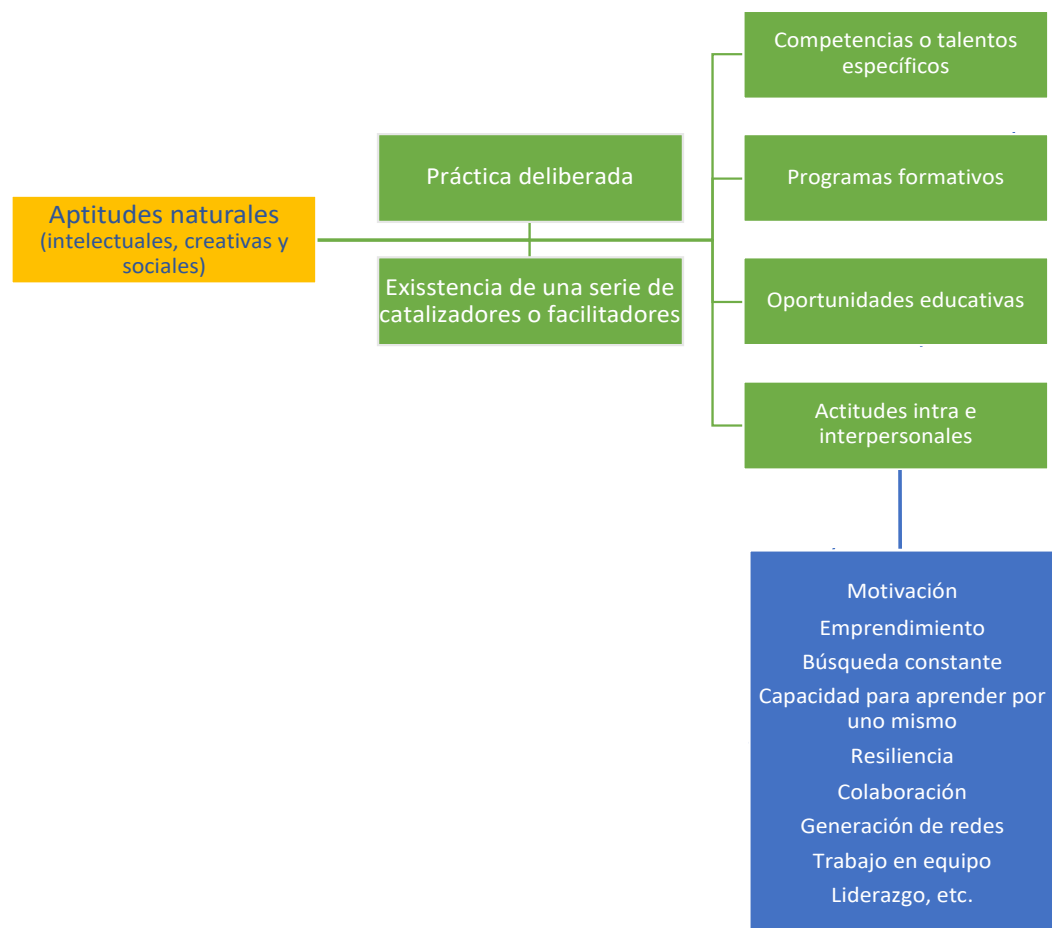 Aptitudes naturales
(intelectuales, creativas y
sociales)
Práctica deliberada
Exisstencia de una serie de
catalizadores o facilitadores
Competencias o talentos
específicos
Programas formativos
Oportunidades educativas
Actitudes intra e
interpersonales
Motivación
Emprendimiento
Búsqueda constante
Capacidad para aprender por
uno mismo
Resiliencia
Colaboración
Generación de redes
Trabajo en equipo
Liderazgo, etc.